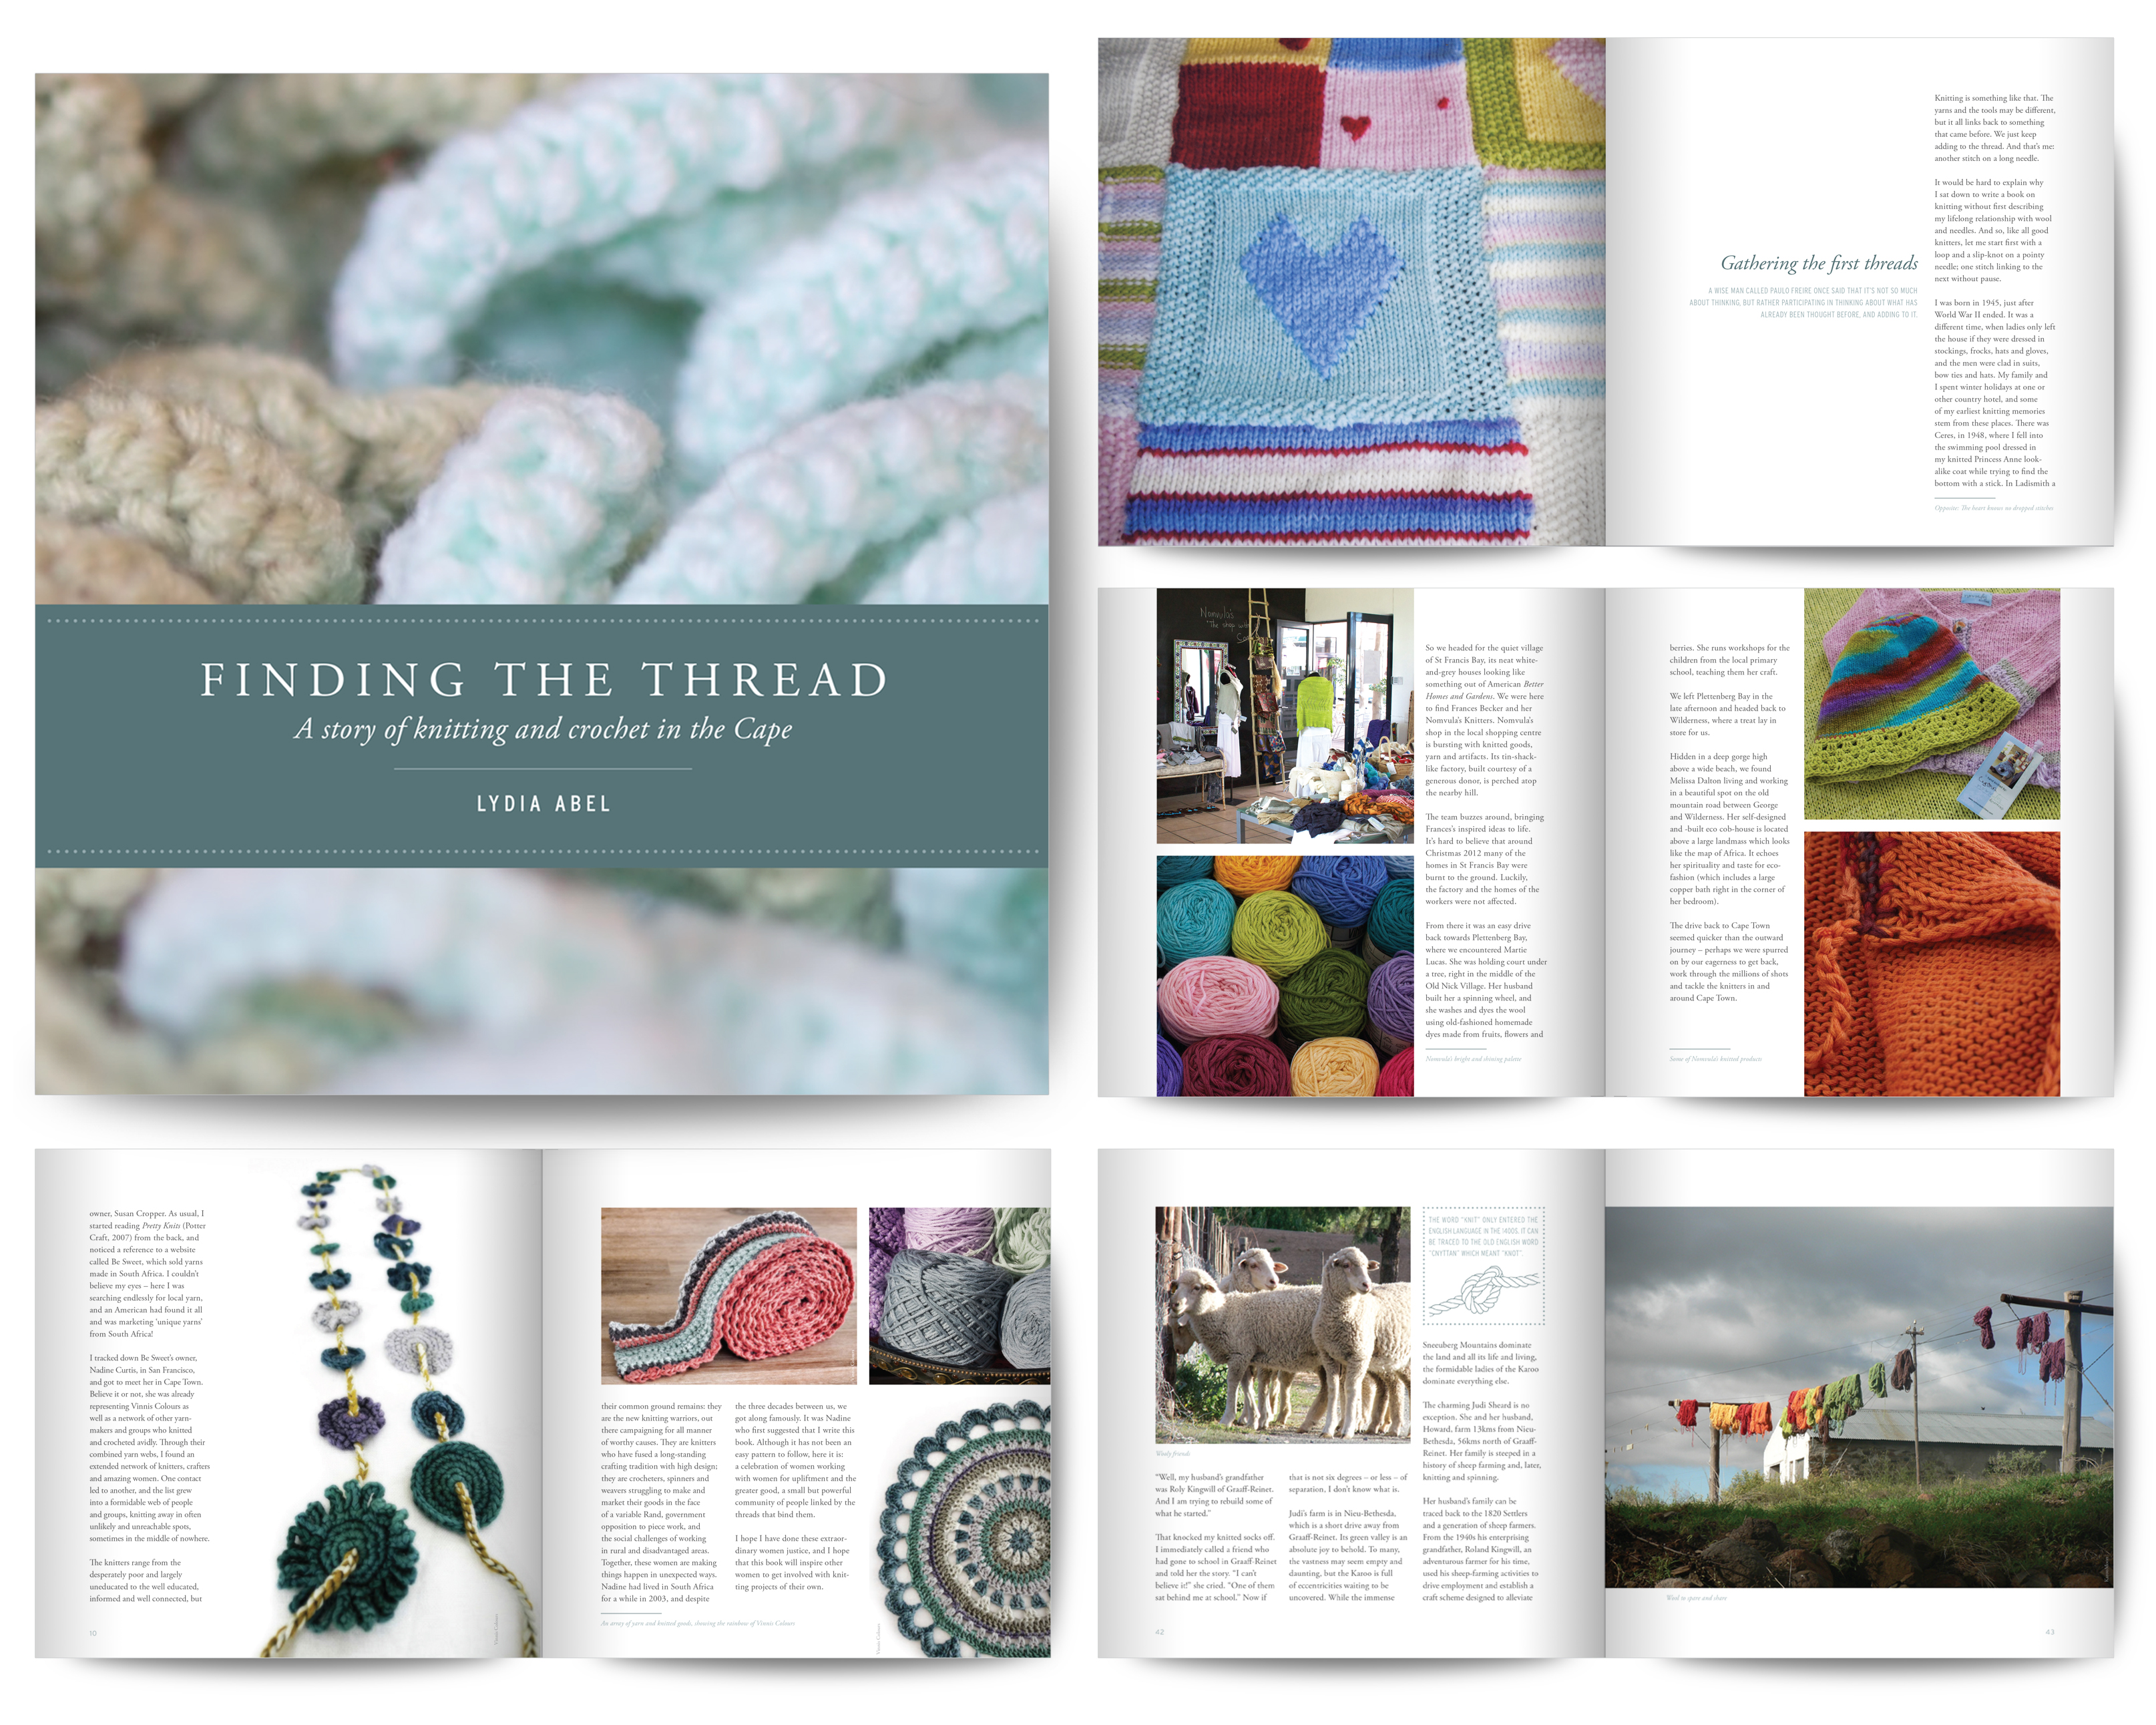 FINDING THE THREAD
A story of knitting and crochet in the Cape
LYDIA ABEL
Gathering the first threads
A WISE MAN CALLED PAULO FREIRE ONCE SAID THAT IT'S NOT SO MUCH
ABOUT THINKING, BUT RATHER PARTICIPATING IN THINKING ABOUT WHAT HAS
ALREADY BEEN THOUGHT BEFORE, AND ADDING TO IT.
Knitting is something like that. The
yarns and the tools may be different,
but it all links back to something
that came before. We just keep
adding to the thread. And that's me:
another stitch on a long needle.
It would be hard to explain why
I sat down to write a book on
knitting without first describing
my lifelong relationship with wool
and needles. And so, like all good
knitters, let me start first with a
loop and a slip-knot on a pointy
needle; one stitch linking to the
next without pause.
I was born in 1945, just after
World War II ended. It was a
different time, when ladies only left
the house if they were dressed in
stockings, frocks, hats and gloves,
and the men were clad in suits,
bow ties and hats. My family and
I spent winter holidays at one or
other country hotel, and some
of my earliest knitting memories
stem from these places. There was
Ceres, in 1948, where I fell into
the swimming pool dressed in
my knitted Princess Anne look-
alike coat while trying to find the
bottom with a stick. In Ladismith a
Opposite: The heart knows no dropped stitches
Nomvula's
The shop with
So we headed for the quiet village
of St Francis Bay, its neat white-
and-grey houses looking like
something out of American Better
Homes and Gardens. We were here
to find Frances Becker and her
Nomvula's Knitters. Nomvula's
shop in the local shopping centre
is bursting with knitted goods,
yarn and artifacts. Its tin-shack-
like factory, built courtesy of a
generous donor, is perched atop
the nearby hill.
The team buzzes around, bringing
Frances's inspired ideas to life.
It's hard to believe that around
Christmas 2012 many of the
homes in St Francis Bay were
burnt to the ground. Luckily,
the factory and the homes of the
workers were not affected.
From there it was an easy drive
back towards Plettenberg Bay,
where we encountered Martie
Lucas. She was holding court under
a tree, right in the middle of the
Old Nick Village. Her husband
built her a spinning wheel, and
she washes and dyes the wool
using old-fashioned homemade
dyes made from fruits, flowers and
Nomvula's bright and shining palette
berries. She runs workshops for the
children from the local primary
school, teaching them her craft.
We left Plettenberg Bay in the
late afternoon and headed back to
Wilderness, where a treat lay in
store for us.
Hidden in a deep gorge high
above a wide beach, we found
Melissa Dalton living and working
in a beautiful spot on the old
mountain road between George
and Wilderness. Her self-designed
and -built eco cob-house is located
above a large landmass which looks
like the map of Africa. It echoes
her spirituality and taste for eco-
fashion (which includes a large
copper bath right in the corner of
her bedroom).
The drive back to Cape Town
seemed quicker than the outward
journey – perhaps we were spurred
on by our eagerness to get back,
work through the millions of shots
and tackle the knitters in and
around Cape Town.
Some of Nomvula's knitted products
owner, Susan Cropper. As usual, I
started reading Pretty Knits (Potter
Craft, 2007) from the back, and
noticed a reference to a website
called Be Sweet, which sold yarns
made in South Africa. I couldn't
believe my eyes – here I was
searching endlessly for local yarn,
and an American had found it all
and was marketing 'unique yarns'
from South Africa!
I tracked down Be Sweet's owner,
Nadine Curtis, in San Francisco,
and got to meet her in Cape Town.
Believe it or not, she was already
representing Vinnis Colours as
well as a network of other yarn-
makers and groups who knitted
and crocheted avidly. Through their
combined yarn webs, I found an
extended network of knitters, crafters
and amazing women. One contact
led to another, and the list grew
into a formidable web of people
and groups, knitting away in often
unlikely and unreachable spots,
sometimes in the middle of nowhere.
The knitters range from the
desperately poor and largely
uneducated to the well educated,
informed and well connected, but
10
Vinnis Colours
their common ground remains: they
are the new knitting warriors, out
there campaigning for all manner
of worthy causes. They are knitters
who have fused a long-standing
crafting tradition with high design;
they are crocheters, spinners and
weavers struggling to make and
market their goods in the face
of a variable Rand, government
opposition to piece work, and
the social challenges of working
in rural and disadvantaged areas.
Together, these women are making
things happen in unexpected ways.
Nadine had lived in South Africa
for a while in 2003, and despite
the three decades between us, we
got along famously. It was Nadine
who first suggested that I write this
book. Although it has not been an
easy pattern to follow, here it is:
a celebration of women working
with women for upliftment and the
greater good, a small but powerful
community of people linked by the
threads that bind them.
I hope I have done these extraor-
dinary women justice, and I hope
that this book will inspire other
women to get involved with knit-
ting projects of their own.
An array of yarn and knitted goods, showing the rainbow of Vinnis Colours
Vinnis Colours
Wooly friends
"Well, my husband's grandfather
was Roly Kingwill of Graaff-Reinet.
And I am trying to rebuild some of
what he started."
That knocked my knitted socks off.
I immediately called a friend who
had gone to school in Graaff-Reinet
and told her the story. "I can't
believe it!" she cried. "One of them
sat behind me at school." Now if
that is not six degrees – or less – of
separation, I don't know what is.
Judi's farm is in Nieu-Bethesda,
which is a short drive away from
Graaff-Reinet. Its green valley is an
absolute joy to behold. To many,
the vastness may seem empty and
daunting, but the Karoo is full
of eccentricities waiting to be
uncovered. While the immense
THE WORD "KNIT" ONLY ENTERED THE
ENGLISH LANGUAGE IN THE 1400S. IT CAN
BE TRACED TO THE OLD ENGLISH WORD
"CNYTTAN" WHICH MEANT "KNOT".
Sneeuberg Mountains dominate
the land and all its life and living,
the formidable ladies of the Karoo
dominate everything else.
The charming Judi Sheard is no
exception. She and her husband,
Howard, farm 13kms from Nieu-
Bethesda, 56kms north of Graaff-
Reinet. Her family is steeped in a
history of sheep farming and, later,
knitting and spinning.
Her husband's family can be
traced back to the 1820 Settlers
and a generation of sheep farmers.
From the 1940s his enterprising
grandfather, Roland Kingwill, an
adventurous farmer for his time,
used his sheep-farming activities to
drive employment and establish a
craft scheme designed to alleviate
42
Wool to spare and share
43